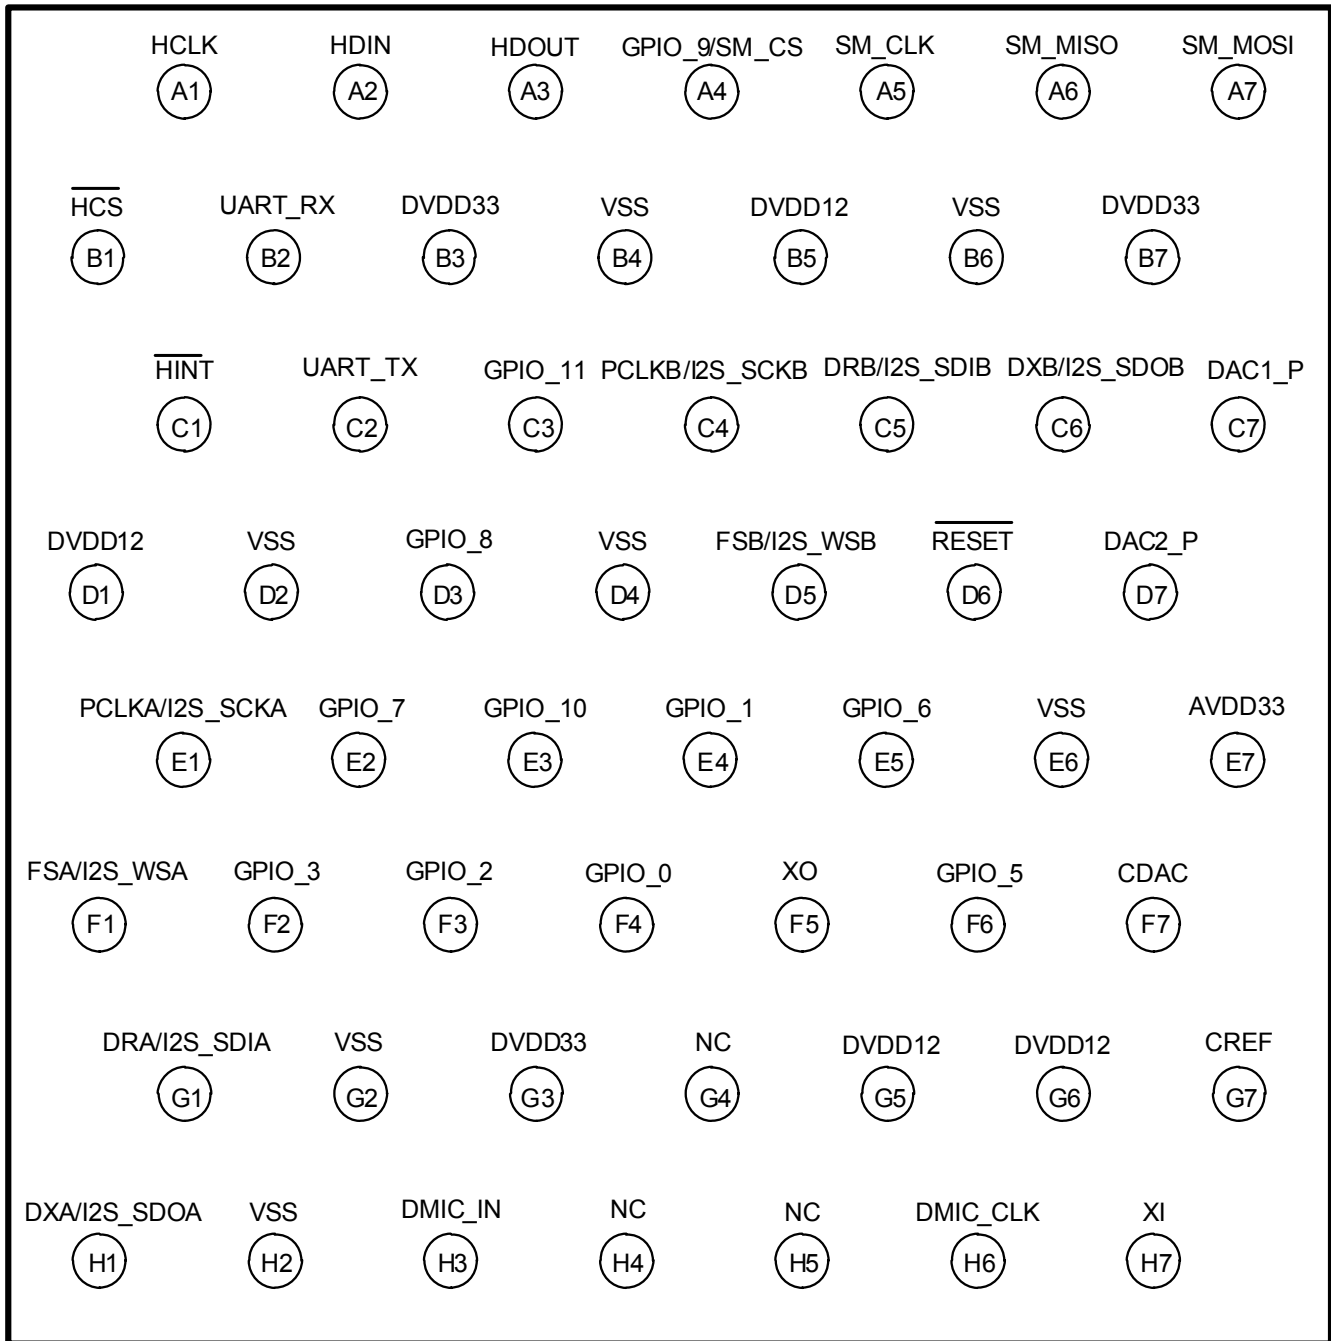 HCLK HDIN HDOUT GPIO_9/SM_CS SM_CLK SM_MISO SM_MOSI
A1 A2 A3 A4 A5 A6 A7
HCS UART_RX DVDD33 VSS DVDD12 VSS DVDD33
B1 B2 B3 B4 B5 B6 B7
HINT UART_TX GPIO_11 PCLKB/I2S_SCKB DRB/I2S_SDIB DXB/I2S_SDOB DAC1_P
C1 C2 C3 C4 C5 C6 C7
DVDD12 VSS GPIO_8 VSS FSB/I2S_WSB RESET DAC2_P
D1 D2 D3 D4 D5 D6 D7
PCLKA/I2S_SCKA GPIO_7 GPIO_10 GPIO_1 GPIO_6 VSS AVDD33
E1 E2 E3 E4 E5 E6 E7
FSA/I2S_WSA GPIO_3 GPIO_2 GPIO_0 XO GPIO_5 CDAC
F1 F2 F3 F4 F5 F6 F7
DRA/I2S_SDIA VSS DVDD33 NC DVDD12 DVDD12 CREF
G1 G2 G3 G4 G5 G6 G7
DXA/I2S_SDOA VSS DMIC_IN NC NC DMIC_CLK XI
H1 H2 H3 H4 H5 H6 H7